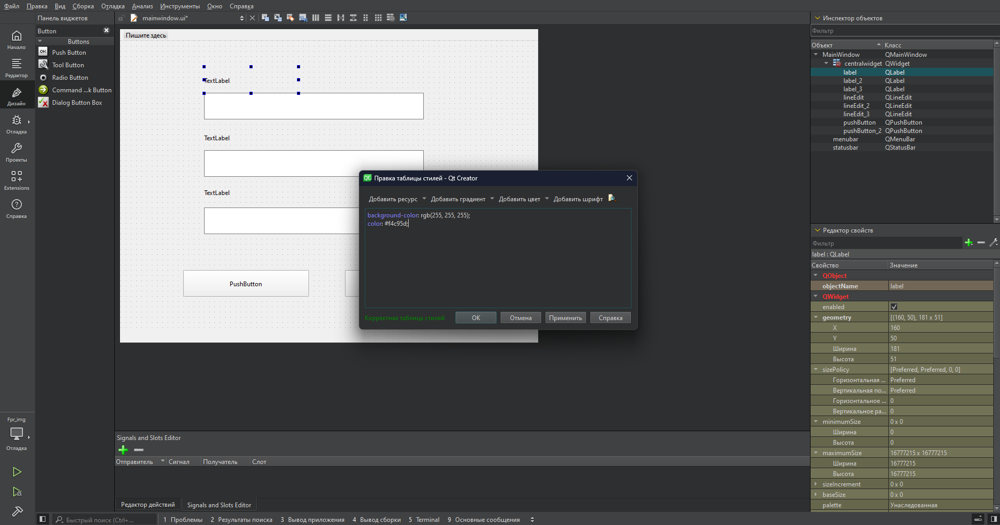 Файл Правка Вид Сборка Отладка Анализ Инструменты Окно Справка
Панель виджетов
mainwindow.ui*
Button
Buttons
OK Push Button
Tool Button
Radio Button
Command ...k Button
Dialog Button Box
Начало
Редактор
Дизайн
Отладка
Проекты
Extensions
Справка
Fpr_img
Отладка
Пишите здесь
TextLabel
TextLabel
TextLabel
PushButton
QC Правка таблицы стилей - Qt Creator
Добавить ресурс Добавить градиент Добавить цвет Добавить шрифт
background-color: rgb(255, 255, 255);
color: #f4c95d;
Корректная таблица стилей OK Отмена Применить Справка
Signals and Slots Editor
Отправитель Сигнал Получатель Слот
Редактор действий Signals and Slots Editor
Инспектор объектов
Фильтр
Объект Класс
MainWindow QMainWindow
centralwidget QWidget
label QLabel
label_2 QLabel
label_3 QLabel
lineEdit QLineEdit
lineEdit_2 QLineEdit
lineEdit_3 QLineEdit
pushButton QPushButton
pushButton_2 QPushButton
menubar QMenuBar
statusbar QStatusBar
Редактор свойств
Фильтр
label : QLabel
Свойство Значение
QObject
objectName label
QWidget
enabled
geometry [(160, 50), 181 x 51]
X 160
Y 50
Ширина 181
Высота 51
sizePolicy [Preferred, Preferred, 0, 0]
Горизонтальная ... Preferred
Вертикальная по... Preferred
Горизонтальное ... 0
Вертикальное ра... 0
minimumSize 0 x 0
Ширина 0
Высота 0
maximumSize 16777215 x 16777215
Ширина 16777215
Высота 16777215
sizeIncrement 0 x 0
baseSize 0 x 0
palette Унаследованная
Быстрый поиск (Ctrl+... 1 Проблемы 2 Результаты поиска 3 Вывод приложения 4 Вывод сборки 5 Terminal 9 Основные сообщения